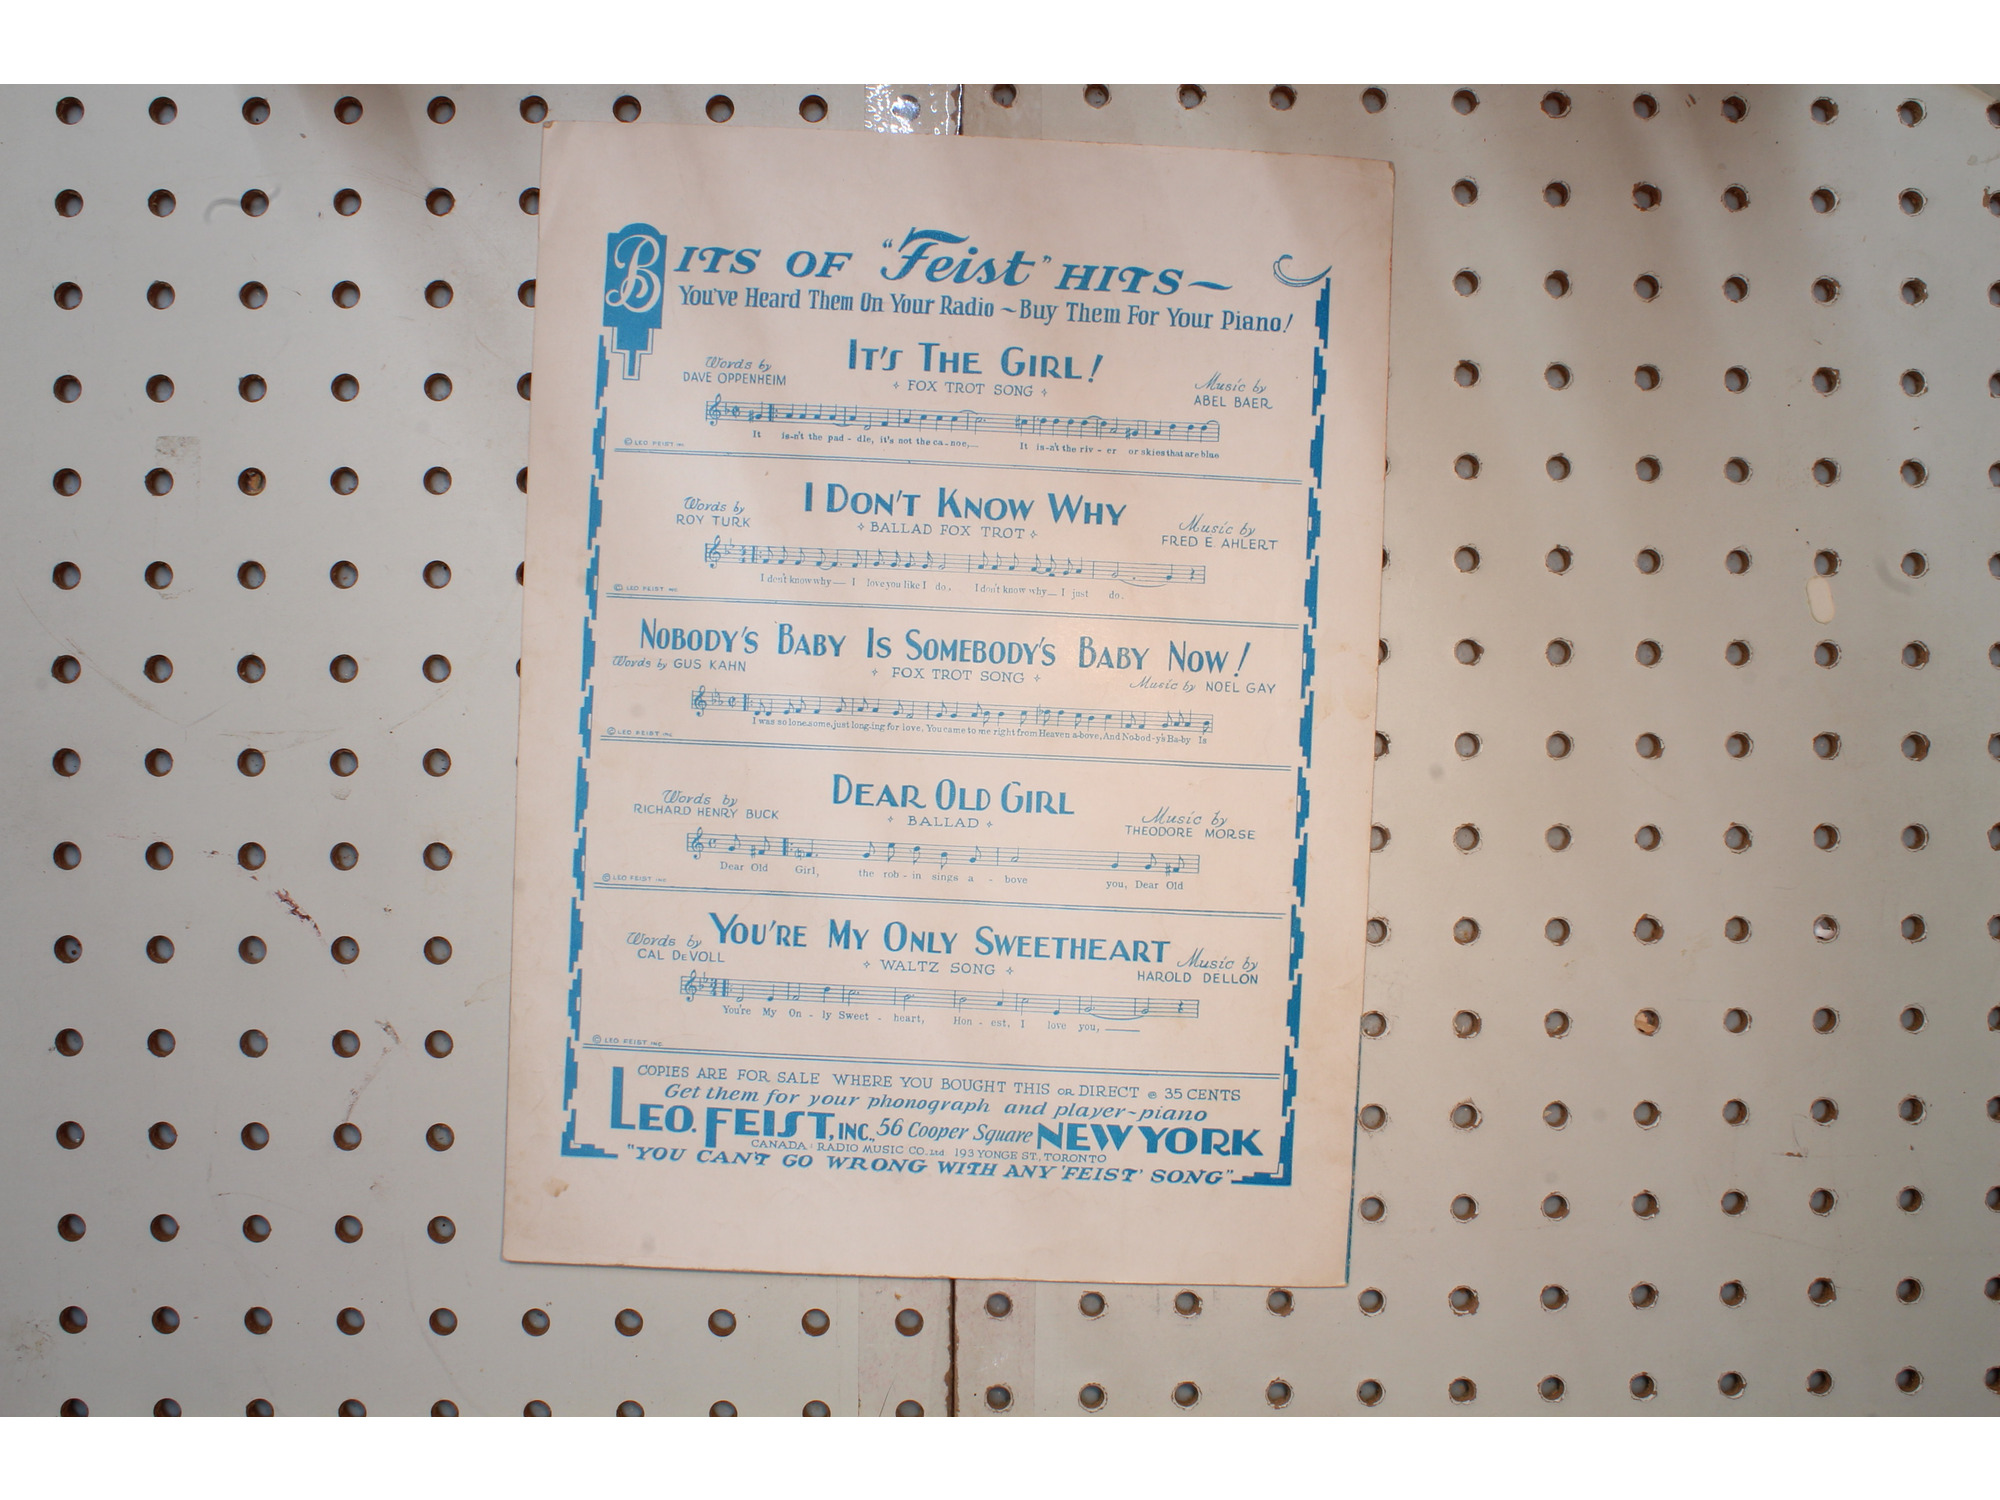 BITS OF "Feist" HITS~
You've Heard Them On Your Radio ~ Buy Them For Your Piano!
IT'S THE GIRL!
Words by
DAVE OPPENHEIM
FOX TROT SONG
Music by
ABEL BAER
It is-n't the pad-dle, it's not the ca-noe, It is-n't the riv-er or skies that are blue
© LEO FEIST INC
I DON'T KNOW WHY
Words by
ROY TURK
BALLAD FOX TROT
Music by
FRED E. AHLERT
I don't know why I love you like I do. I don't know why I just do.
© LEO FEIST INC
NOBODY'S BABY IS SOMEBODY'S BABY NOW!
Words by GUS KAHN
FOX TROT SONG
Music by NOEL GAY
I was so lone-some, just long-ing for love, You came to me right from Heaven a-bove, And No-bod-y's Ba-by Is
© LEO FEIST INC
DEAR OLD GIRL
Words by
RICHARD HENRY BUCK
BALLAD
Music by
THEODORE MORSE
Dear Old Girl, the rob-in sings a-bove you, Dear Old
© LEO FEIST INC
YOU'RE MY ONLY SWEETHEART
Words by
CAL DeVOLL
WALTZ SONG
Music by
HAROLD DELLON
You're My On-ly Sweet-heart, Hon-est, I love you,
© LEO FEIST INC
COPIES ARE FOR SALE WHERE YOU BOUGHT THIS OR DIRECT @ 35 CENTS
Get them for your phonograph and player~piano
LEO. FEIST, INC., 56 Cooper Square NEW YORK
CANADA: RADIO MUSIC CO. Ltd 193 YONGE ST., TORONTO
"YOU CAN'T GO WRONG WITH ANY 'FEIST' SONG"